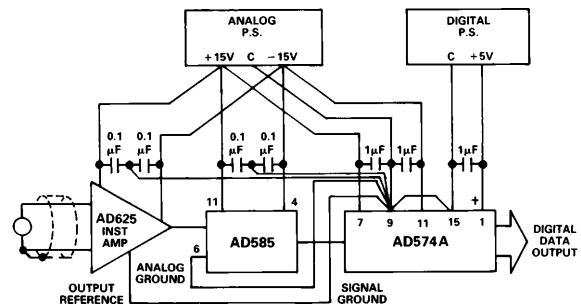 ANALOG
P.S.
+15V C −15V
DIGITAL
P.S.
C +5V
0.1
µF
0.1
µF
0.1
µF
0.1
µF
1µF
1µF
1µF
+
AD625
INST
AMP
11
4
6
AD585
7
9
11
15
1
AD574A
DIGITAL
DATA
OUTPUT
ANALOG
GROUND
OUTPUT
REFERENCE
SIGNAL
GROUND